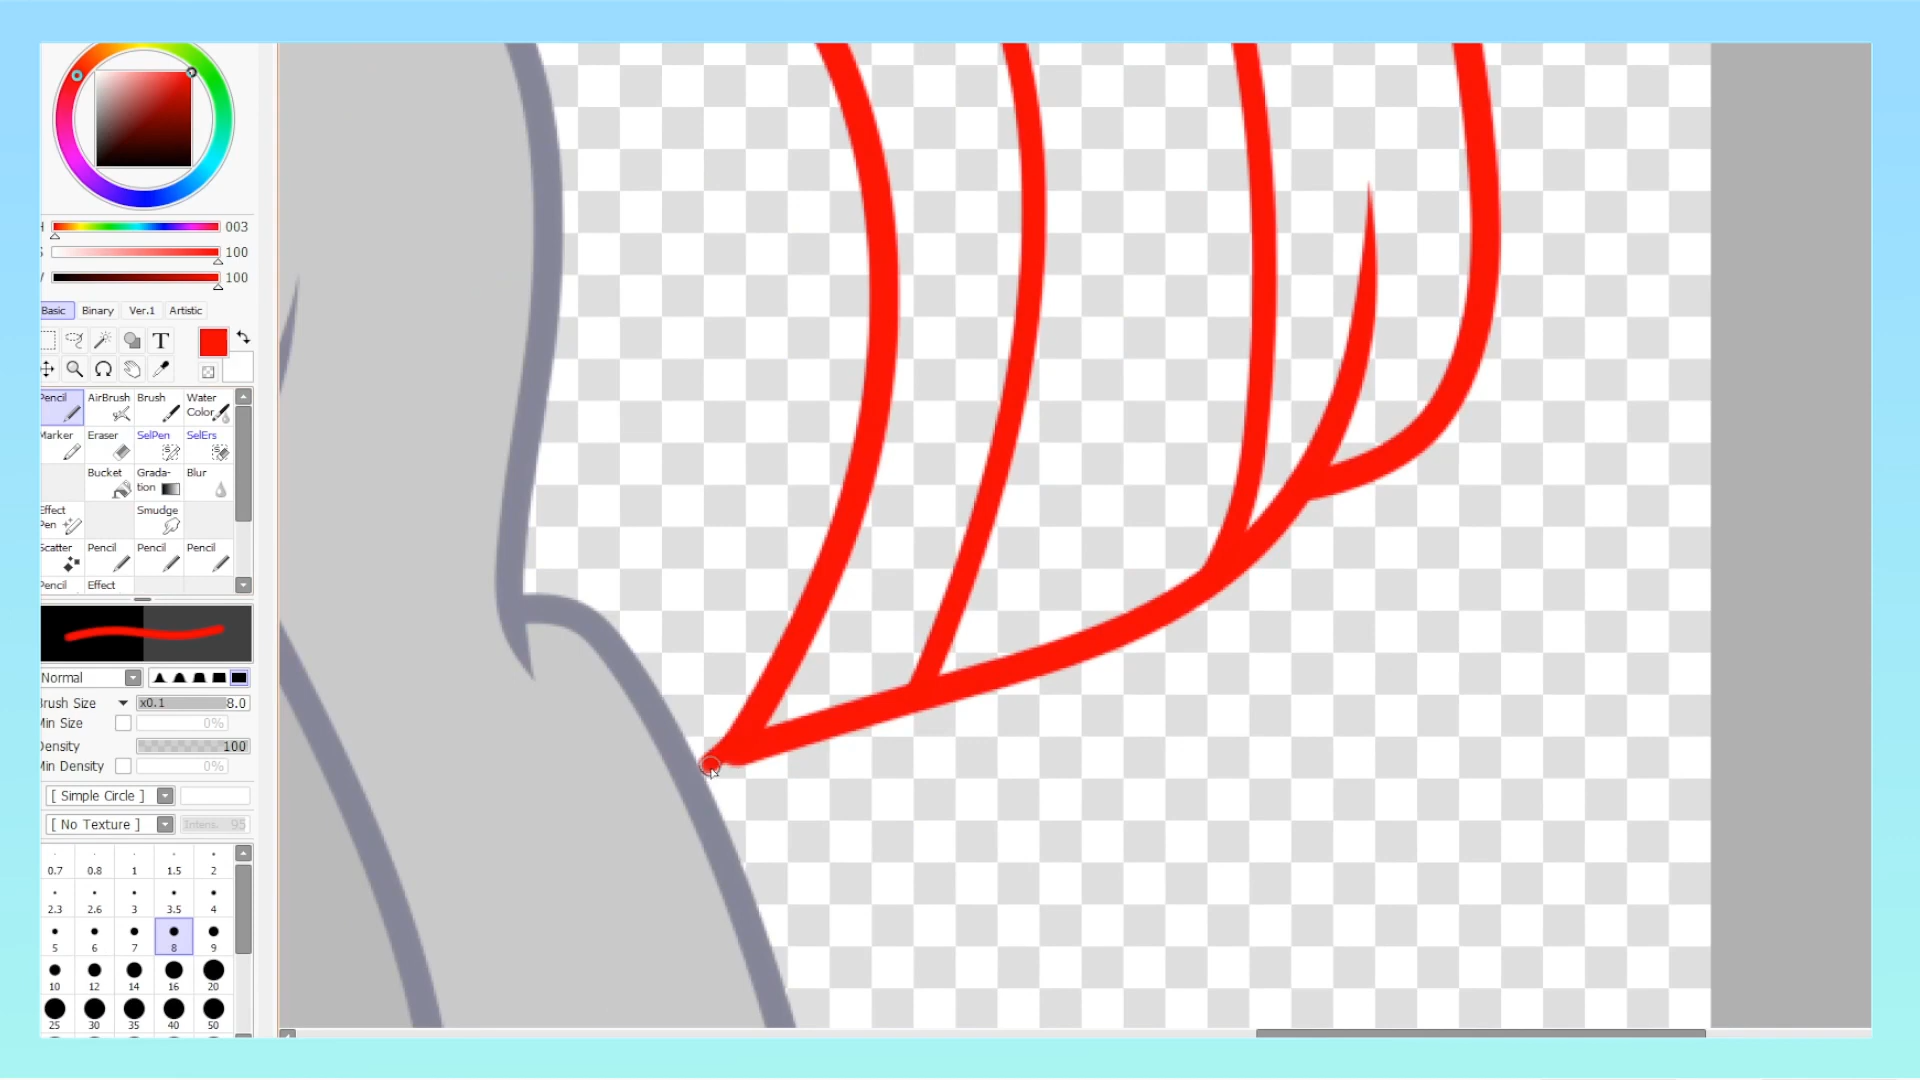 003
100
100
Basic Binary Ver.1 Artistic
T
Pencil AirBrush Brush Water
Color
Marker Eraser SelPen SelErs
Bucket Grada- Blur
tion
Effect Smudge
Pen
Scatter Pencil Pencil Pencil
Pencil Effect
Normal
Brush Size x0.1 8.0
Min Size 0%
Density 100
Min Density 0%
[ Simple Circle ]
[ No Texture ] Intens. 95
0.7 0.8 1 1.5 2
2.3 2.6 3 3.5 4
5 6 7 8 9
10 12 14 16 20
25 30 35 40 50